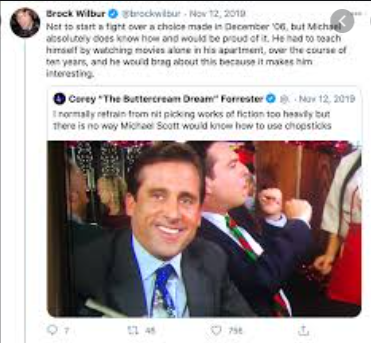 Brock Wilbur @brockwilbur · Nov 12, 2019
Not to start a fight over a choice made in December '06, but Michael
absolutely does know how and would be proud of it. He had to teach
himself by watching movies alone in his apartment, over the course of
ten years, and he would brag about this because it makes him
interesting.
Corey "The Buttercream Dream" Forrester @. · Nov 12, 2019
I normally refrain from nit picking works of fiction too heavily but
there is no way Michael Scott would know how to use chopsticks
7 46 756